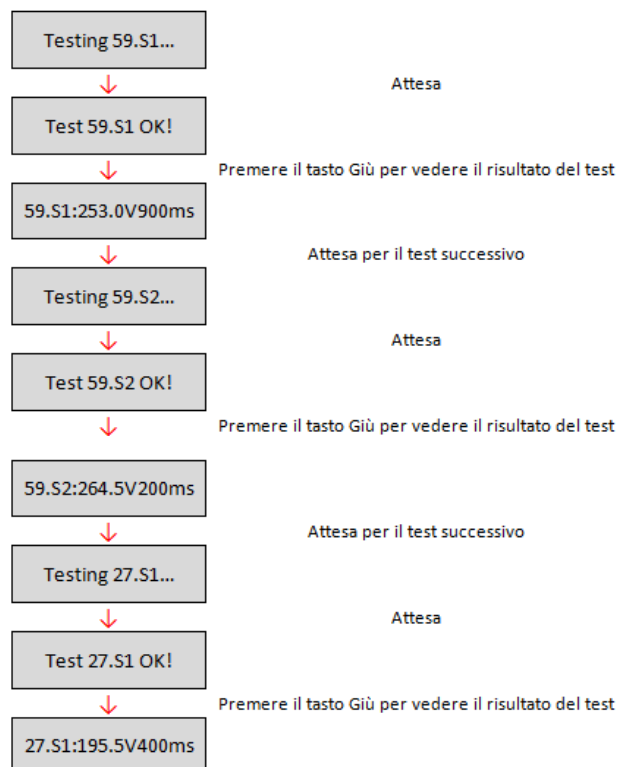 Testing 59.S1...
Attesa
Test 59.S1 OK!
Premere il tasto Giù per vedere il risultato del test
59.S1:253.0V900ms
Attesa per il test successivo
Testing 59.S2...
Attesa
Test 59.S2 OK!
Premere il tasto Giù per vedere il risultato del test
59.S2:264.5V200ms
Attesa per il test successivo
Testing 27.S1...
Attesa
Test 27.S1 OK!
Premere il tasto Giù per vedere il risultato del test
27.S1:195.5V400ms